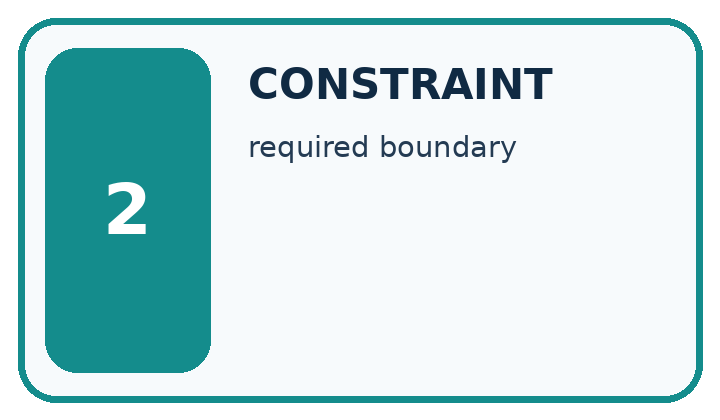 2
CONSTRAINT
required boundary